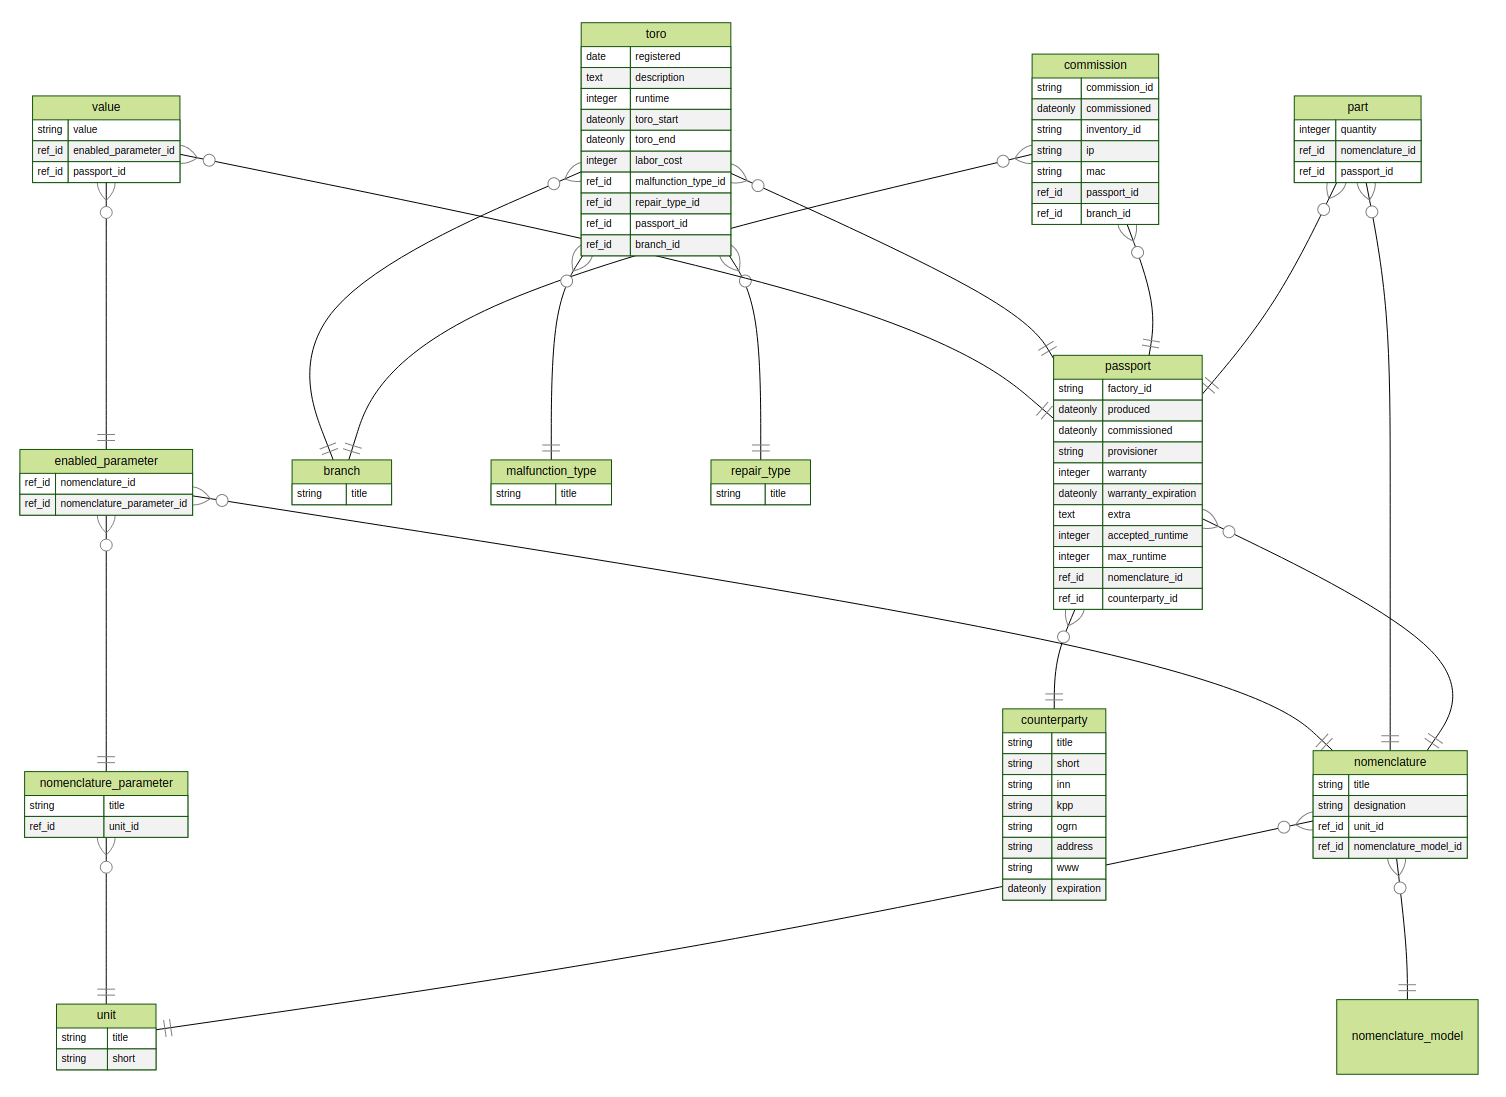 toro
date registered
text description
integer runtime
dateonly toro_start
dateonly toro_end
integer labor_cost
ref_id malfunction_type_id
ref_id repair_type_id
ref_id passport_id
ref_id branch_id
commission
string commission_id
dateonly commissioned
string inventory_id
string ip
string mac
ref_id passport_id
ref_id branch_id
value
string value
ref_id enabled_parameter_id
ref_id passport_id
part
integer quantity
ref_id nomenclature_id
ref_id passport_id
passport
string factory_id
dateonly produced
dateonly commissioned
string provisioner
integer warranty
dateonly warranty_expiration
text extra
integer accepted_runtime
integer max_runtime
ref_id nomenclature_id
ref_id counterparty_id
enabled_parameter
ref_id nomenclature_id
ref_id nomenclature_parameter_id
branch
string title
malfunction_type
string title
repair_type
string title
counterparty
string title
string short
string inn
string kpp
string ogrn
string address
string www
dateonly expiration
nomenclature
string title
string designation
ref_id unit_id
ref_id nomenclature_model_id
nomenclature_parameter
string title
ref_id unit_id
unit
string title
string short
nomenclature_model